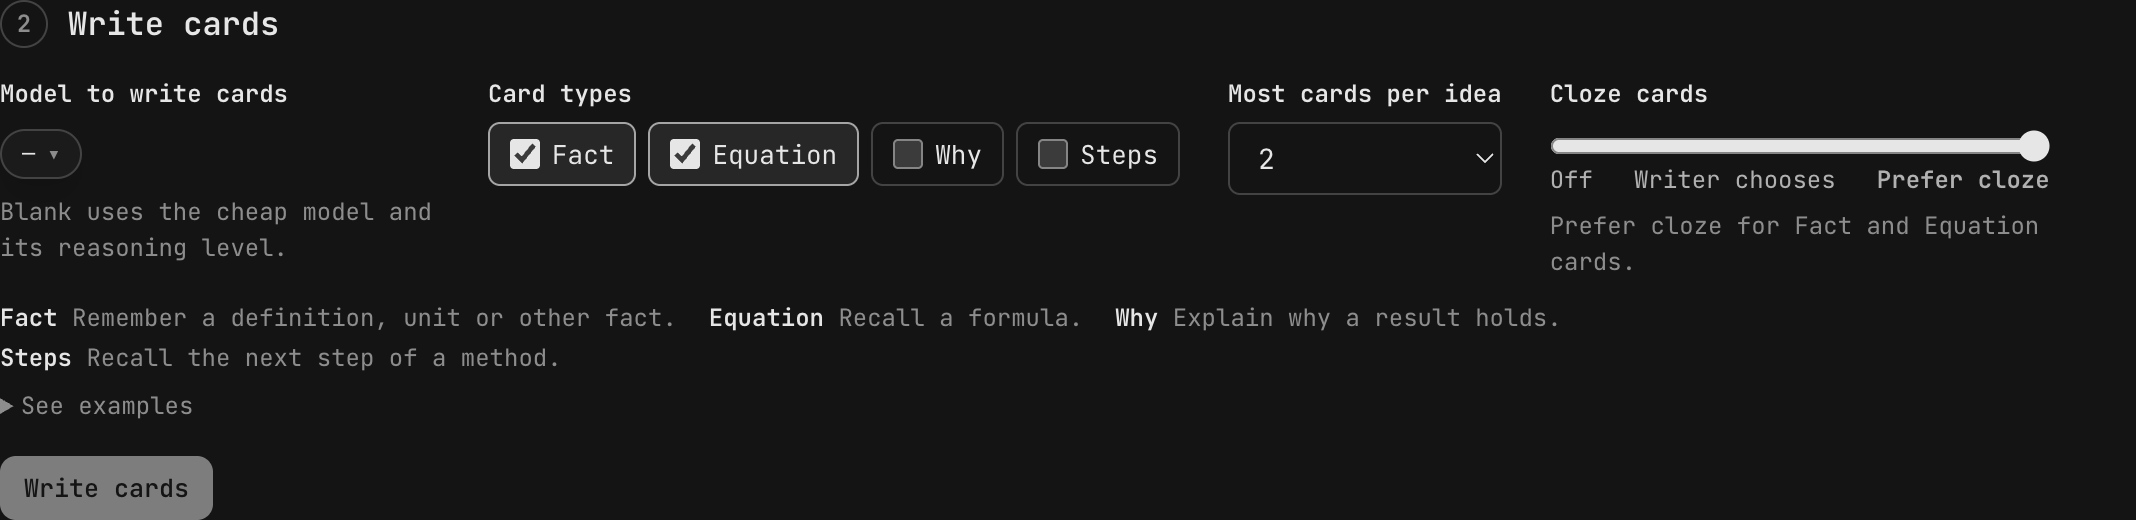 2 Write cards
Model to write cards
– ▾
Blank uses the cheap model and
its reasoning level.
Card types
Fact
Equation
Why
Steps
Most cards per idea
2
Cloze cards
Off Writer chooses Prefer cloze
Prefer cloze for Fact and Equation
cards.
Fact Remember a definition, unit or other fact. Equation Recall a formula. Why Explain why a result holds.
Steps Recall the next step of a method.
See examples
Write cards